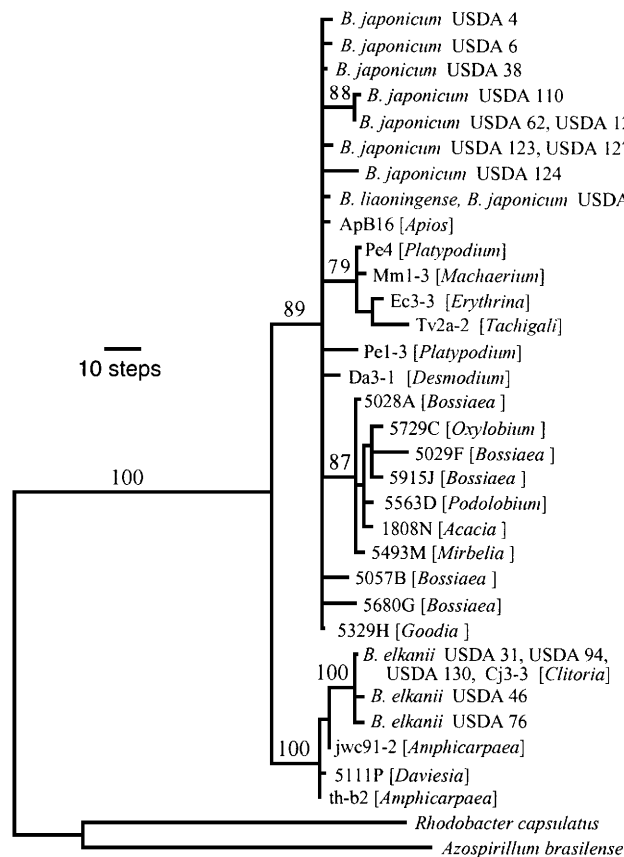 B. japonicum USDA 4
B. japonicum USDA 6
B. japonicum USDA 38
88
B. japonicum USDA 110
B. japonicum USDA 62, USDA
B. japonicum USDA 123, USDA
B. japonicum USDA 124
B. liaoningense, B. japonicum USDA
ApB16 [Apios]
Pe4 [Platypodium]
79
Mm1-3 [Machaerium]
Ec3-3 [Erythrina]
89
Tv2a-2 [Tachigali]
Pe1-3 [Platypodium]
10 steps
Da3-1 [Desmodium]
5028A [Bossiaea ]
5729C [Oxylobium ]
5029F [Bossiaea ]
87
5915J [Bossiaea ]
100
5563D [Podolobium]
1808N [Acacia ]
5493M [Mirbelia ]
5057B [Bossiaea ]
5680G [Bossiaea]
5329H [Goodia ]
B. elkanii USDA 31, USDA 94,
USDA 130, Cj3-3 [Clitoria]
100
B. elkanii USDA 46
B. elkanii USDA 76
jwc91-2 [Amphicarpaea]
100
5111P [Daviesia]
th-b2 [Amphicarpaea]
Rhodobacter capsulatus
Azospirillum brasilense